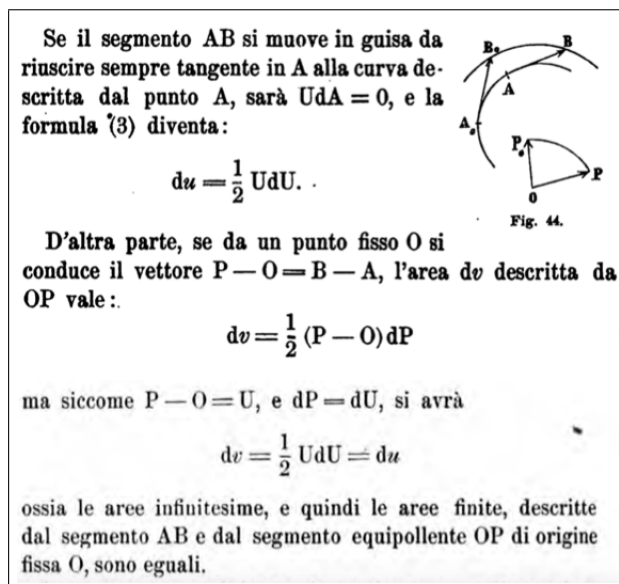 Se il segmento AB si muove in guisa da
riuscire sempre tangente in A alla curva de-
scritta dal punto A, sarà UdA = 0, e la
formula (3) diventa:
du = 1/2 UdU.
B₀ B
A
A₀
P₀
P
O
Fig. 44.
D'altra parte, se da un punto fisso O si
conduce il vettore P — O = B — A, l'area dv descritta da
OP vale:
dv = 1/2 (P — O) dP
ma siccome P — O = U, e dP = dU, si avrà
dv = 1/2 UdU = du
ossia le aree infinitesime, e quindi le aree finite, descritte
dal segmento AB e dal segmento equipollente OP di origine
fissa O, sono eguali.